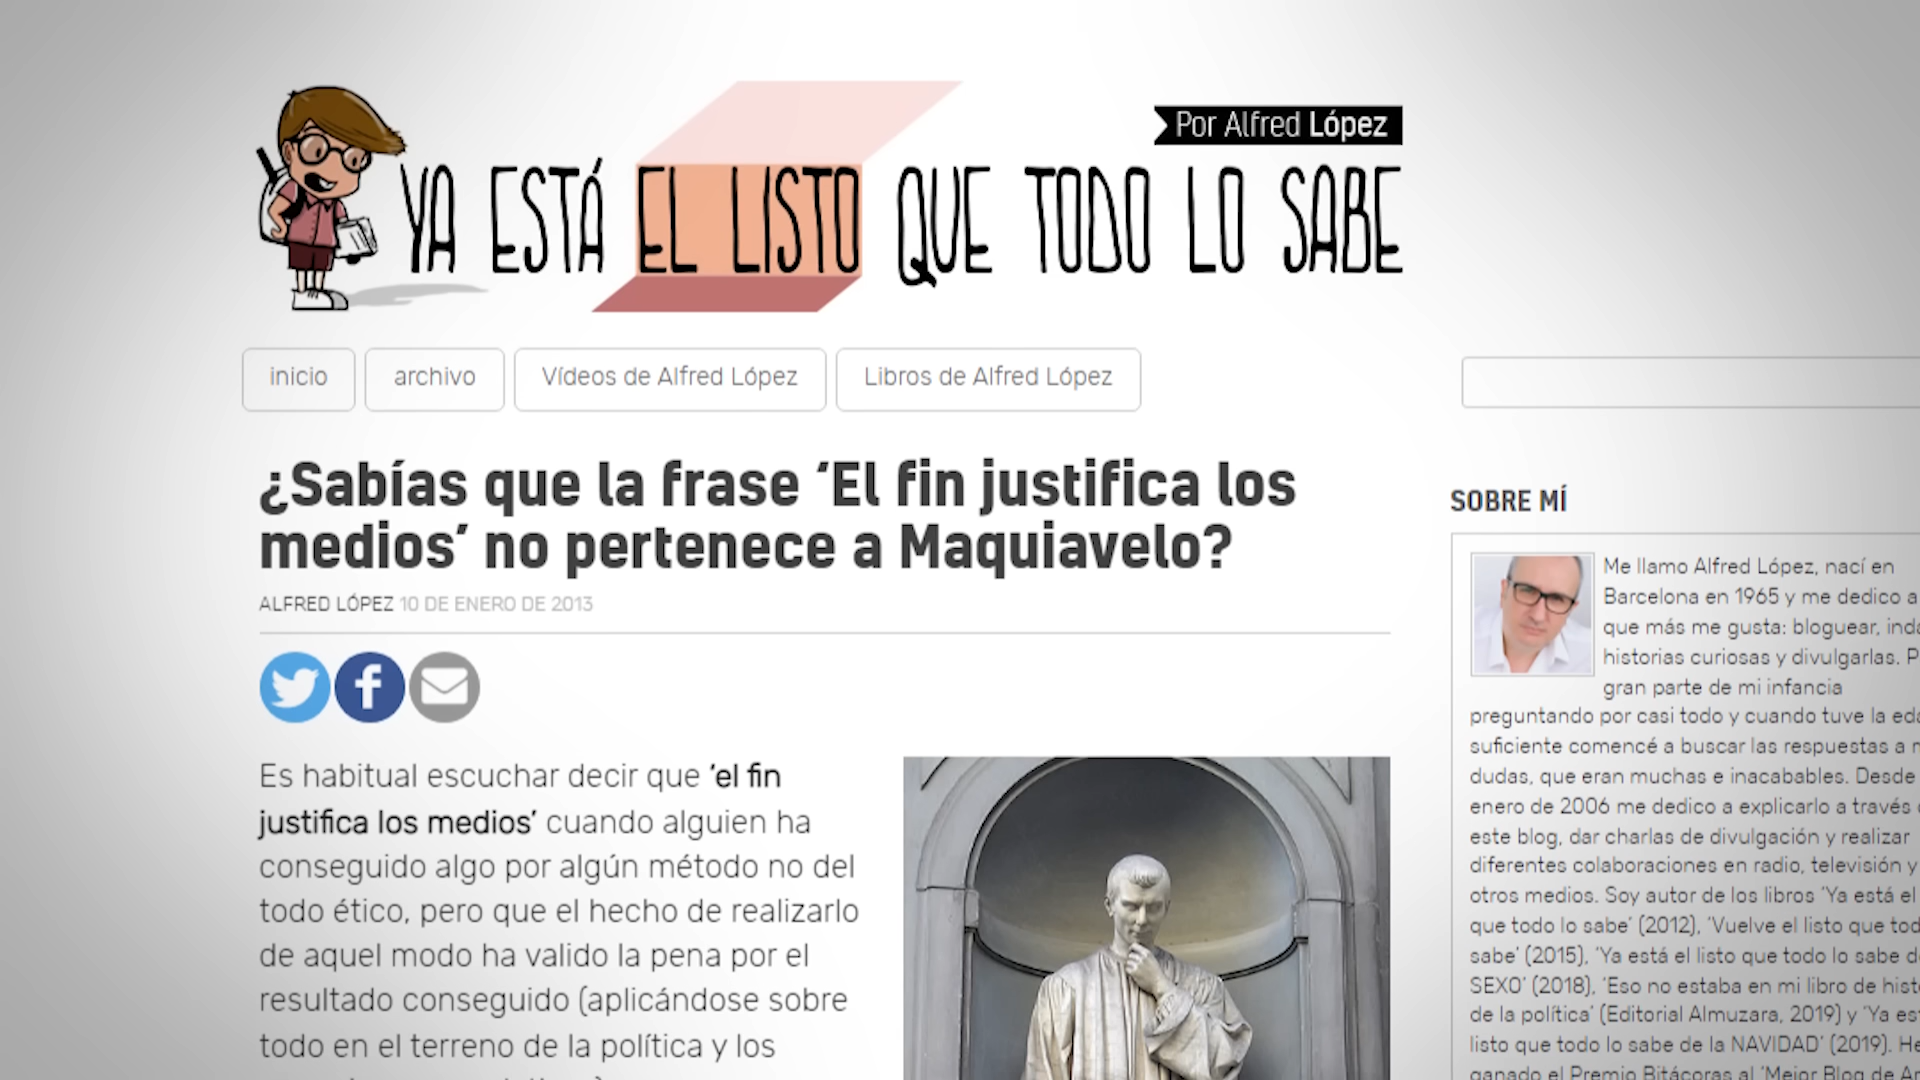 Por Alfred López
YA ESTÁ EL LISTO QUE TODO LO SABE
inicio
archivo
Vídeos de Alfred López
Libros de Alfred López
¿Sabías que la frase ‘El fin justifica los
medios’ no pertenece a Maquiavelo?
ALFRED LÓPEZ 10 DE ENERO DE 2013
Es habitual escuchar decir que ‘el fin
justifica los medios’ cuando alguien ha
conseguido algo por algún método no del
todo ético, pero que el hecho de realizarlo
de aquel modo ha valido la pena por el
resultado conseguido (aplicándose sobre
todo en el terreno de la política y los
SOBRE MÍ
Me llamo Alfred López, nací en
Barcelona en 1965 y me dedico a
que más me gusta: bloguear,
historias curiosas y divulgarlas.
gran parte de mi infancia
preguntando por casi todo y cuando tuve la
suficiente comencé a buscar las respuestas a
dudas, que eran muchas e inacabables. Desde
enero de 2006 me dedico a explicarlo a través
este blog, dar charlas de divulgación y realizar
diferentes colaboraciones en radio, televisión y
otros medios. Soy autor de los libros ‘Ya está el
que todo lo sabe’ (2012), ‘Vuelve el listo que
sabe’ (2015), ‘Ya está el listo que todo lo sabe
SEXO’ (2018), ‘Eso no estaba en mi libro de
de la política’ (Editorial Almuzara, 2019) y ‘Ya
listo que todo lo sabe de la NAVIDAD’ (2019).
ganado el Premio Bitácoras al ‘Mejor Blog de